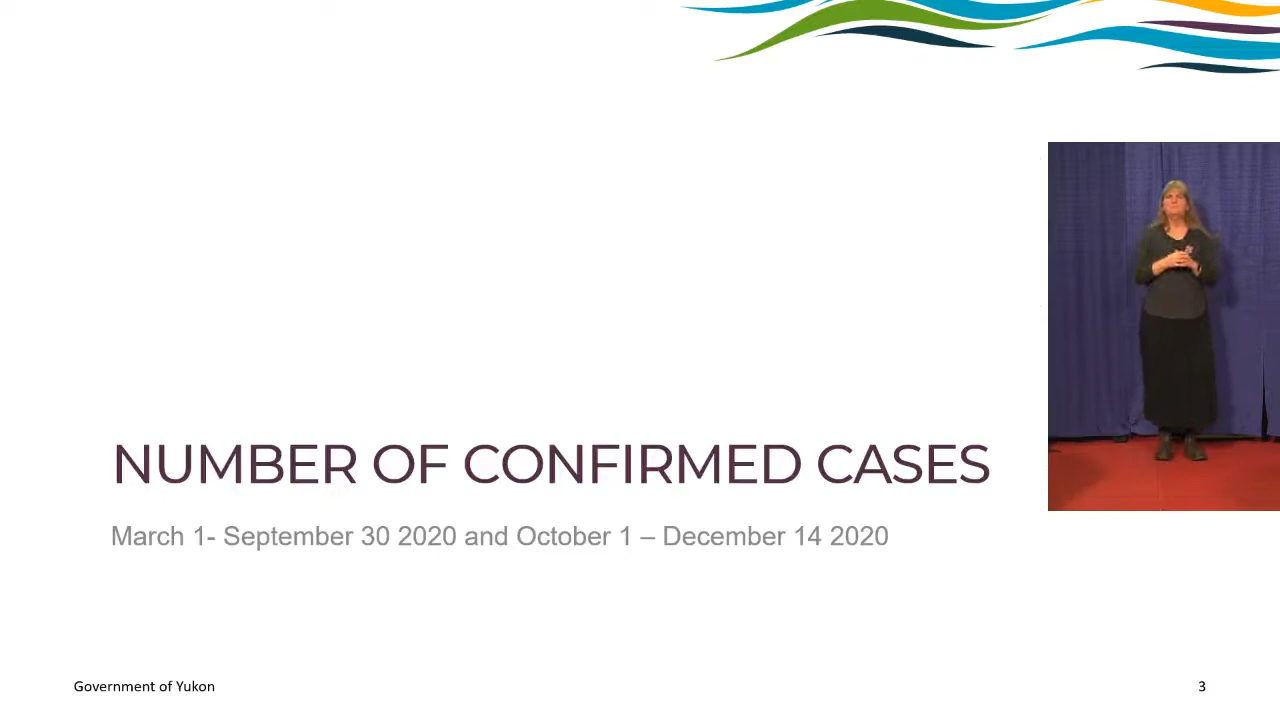 NUMBER OF CONFIRMED CASES
March 1- September 30 2020 and October 1 – December 14 2020
Government of Yukon
3